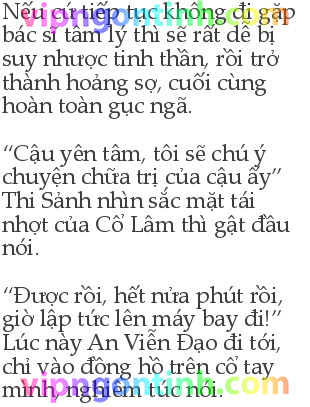 Nếu cứ tiếp tục không đi gặp
bác sĩ tâm lý thì sẽ rất dễ bị
suy nhược tinh thần, rồi trở
thành hoảng sợ, cuối cùng
hoàn toàn gục ngã.
“Cậu yên tâm, tôi sẽ chú ý
chuyện chữa trị của cậu ấy”
Thi Sảnh nhìn sắc mặt tái
nhợt của Cổ Lâm thì gật đầu
nói.
“Được rồi, hết nửa phút rồi,
giờ lập tức lên máy bay đi!”
Lúc này An Viễn Đạo đi tới,
chỉ vào đồng hồ trên cổ tay
mình, nghiêm túc nói.
vipngontinh.com
vipngontinh.com
vipngontinh.com